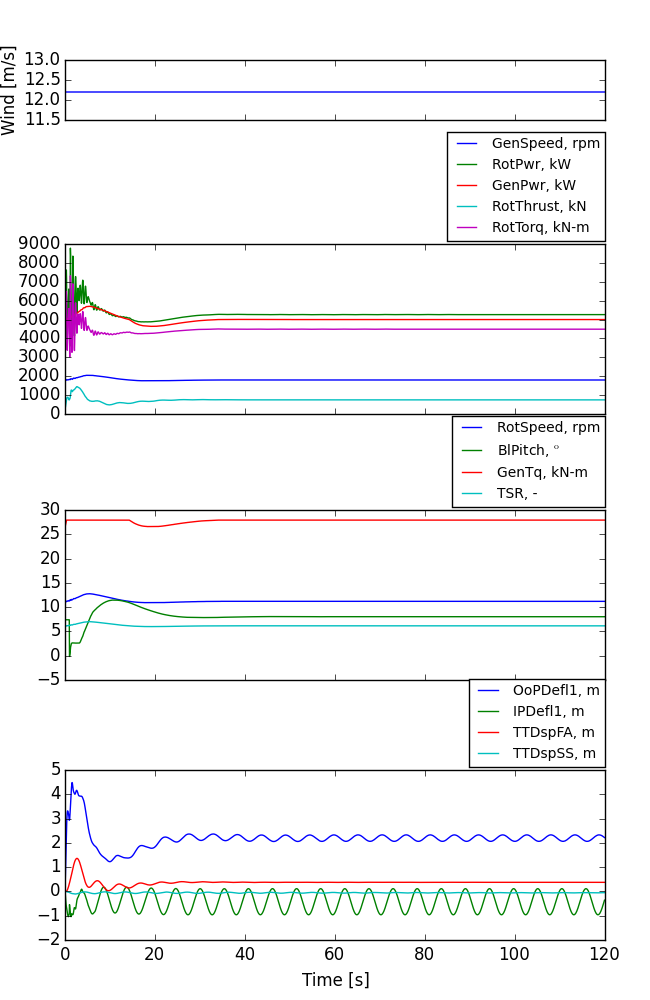 Wind [m/s]
13.0
12.5
12.0
11.5
GenSpeed, rpm
RotPwr, kW
GenPwr, kW
RotThrust, kN
RotTorq, kN-m
9000
8000
7000
6000
5000
4000
3000
2000
1000
0
RotSpeed, rpm
BlPitch, °
GenTq, kN-m
TSR, -
30
25
20
15
10
5
0
−5
OoPDefl1, m
IPDefl1, m
TTDspFA, m
TTDspSS, m
5
4
3
2
1
0
−1
−2
0 20 40 60 80 100 120
Time [s]